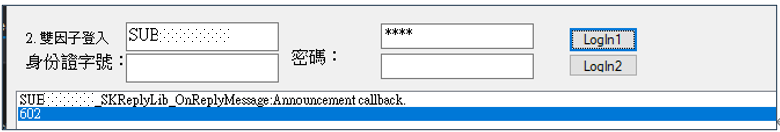 2. 雙因子登入 SUB **** LogIn1
身份證字號： 密碼： LogIn2
SUB _SKReplyLib_OnReplyMessage:Announcement callback.
602